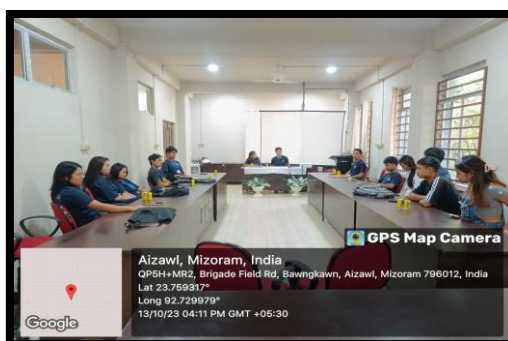 GPS Map Camera
Aizawl, Mizoram, India
QP5H+MR2, Brigade Field Rd, Bawngkawn, Aizawl, Mizoram 796012, India
Lat 23.759317°
Long 92.729979°
13/10/23 04:11 PM GMT +05:30
Google